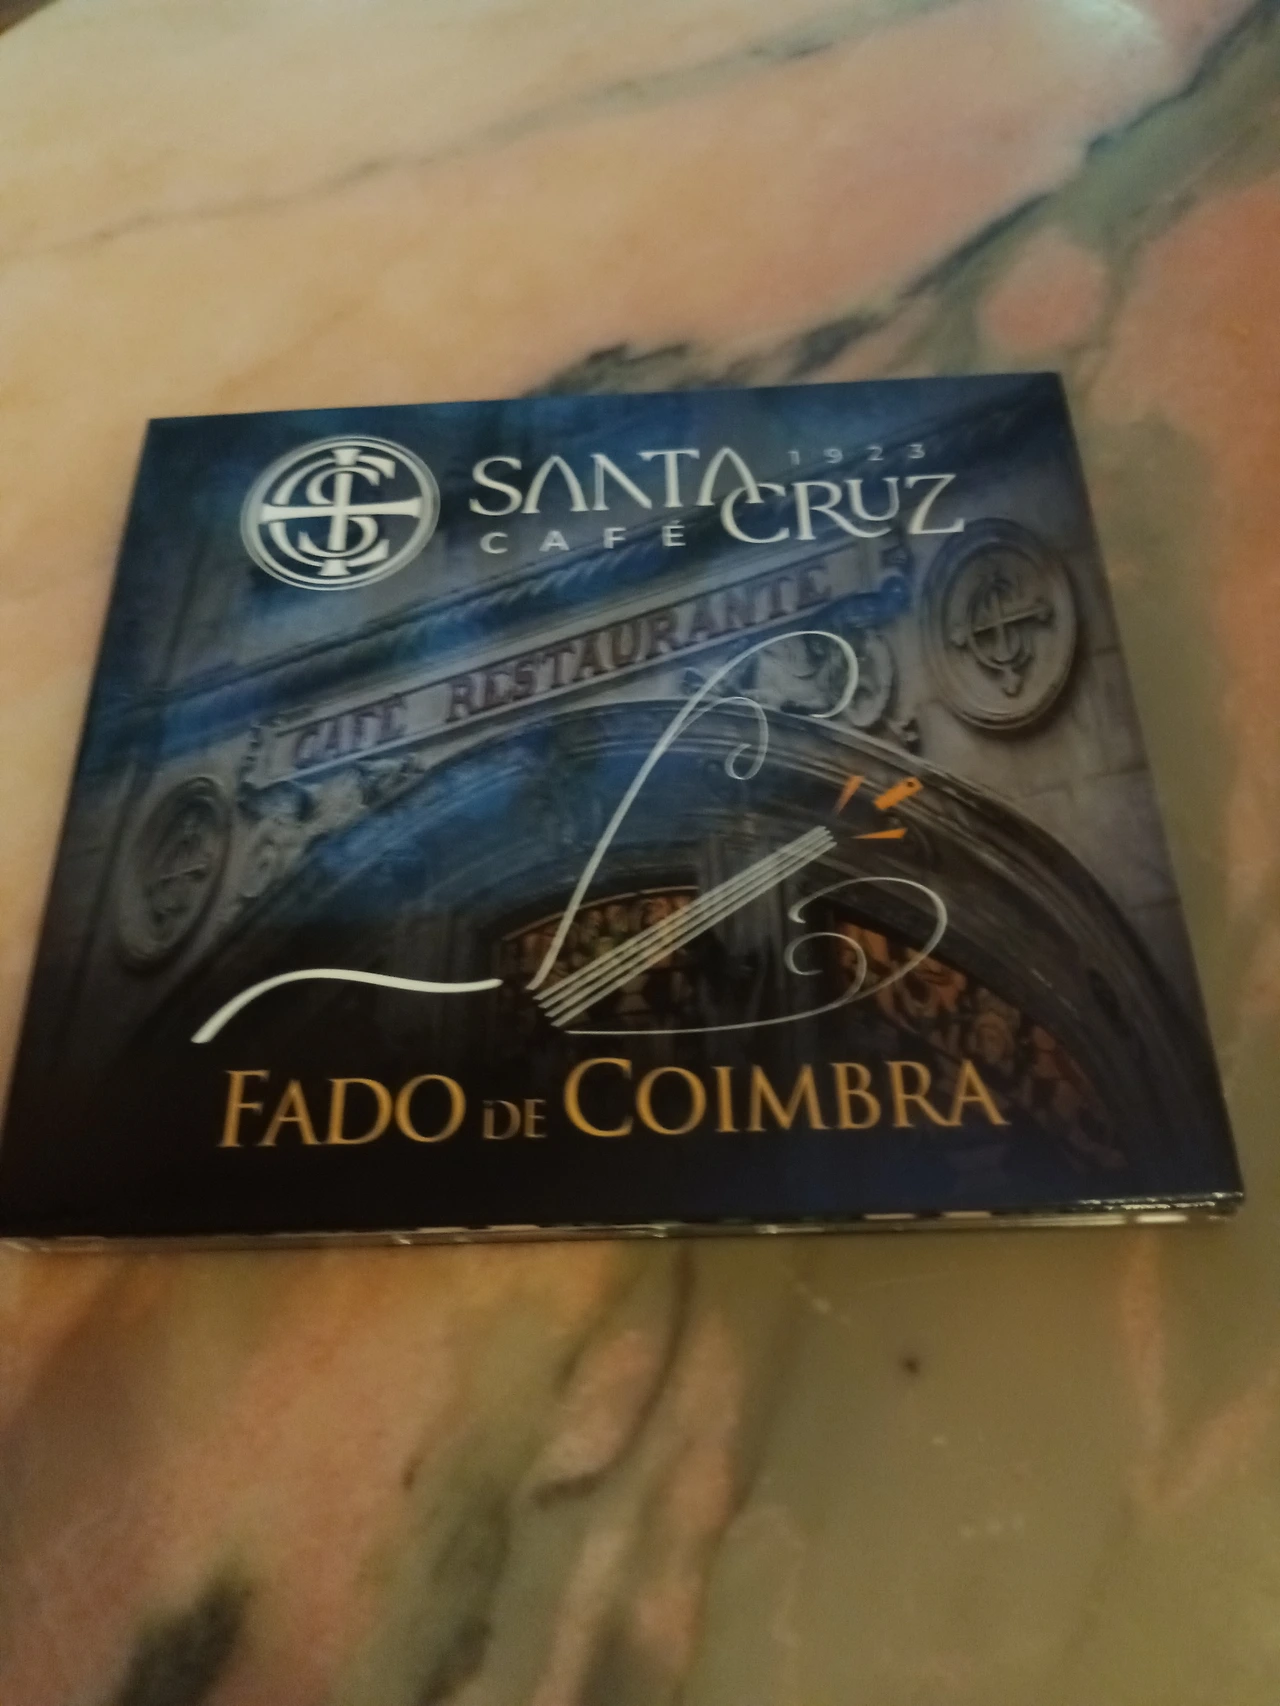 1923
SANTA CRUZ
CAFÉ
CAFÉ RESTAURANTE
FADO DE COIMBRA